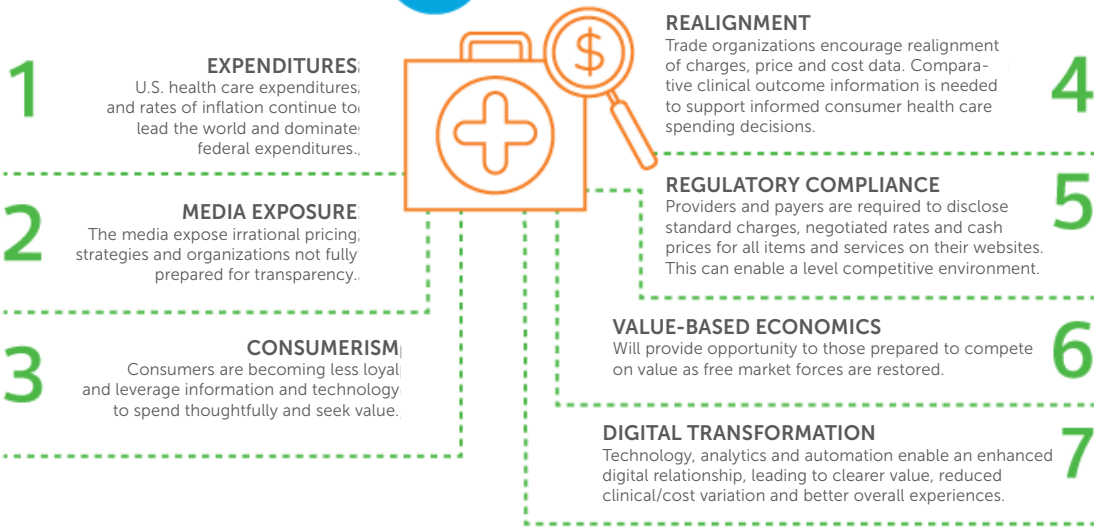 1
EXPENDITURES
U.S. health care expenditures
and rates of inflation continue to
lead the world and dominate
federal expenditures.
2
MEDIA EXPOSURE
The media expose irrational pricing
strategies and organizations not fully
prepared for transparency.
3
CONSUMERISM
Consumers are becoming less loyal
and leverage information and technology
to spend thoughtfully and seek value.
$
REALIGNMENT
Trade organizations encourage realignment
of charges, price and cost data. Compara-
tive clinical outcome information is needed
to support informed consumer health care
spending decisions.
4
REGULATORY COMPLIANCE
Providers and payers are required to disclose
standard charges, negotiated rates and cash
prices for all items and services on their websites.
This can enable a level competitive environment.
5
VALUE-BASED ECONOMICS
Will provide opportunity to those prepared to compete
on value as free market forces are restored.
6
DIGITAL TRANSFORMATION
Technology, analytics and automation enable an enhanced
digital relationship, leading to clearer value, reduced
clinical/cost variation and better overall experiences.
7